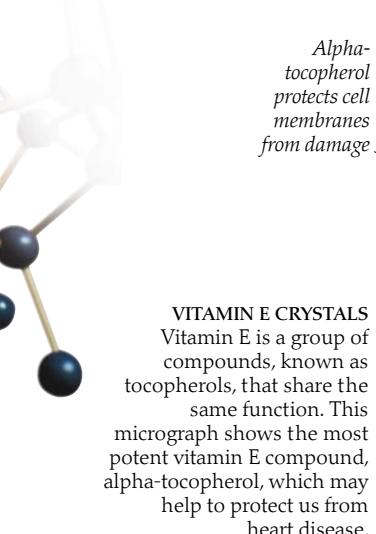 Alpha-
tocopherol
protects cell
membranes
from damage
VITAMIN E CRYSTALS
Vitamin E is a group of
compounds, known as
tocopherols, that share the
same function. This
micrograph shows the most
potent vitamin E compound,
alpha-tocopherol, which may
help to protect us from
heart disease.